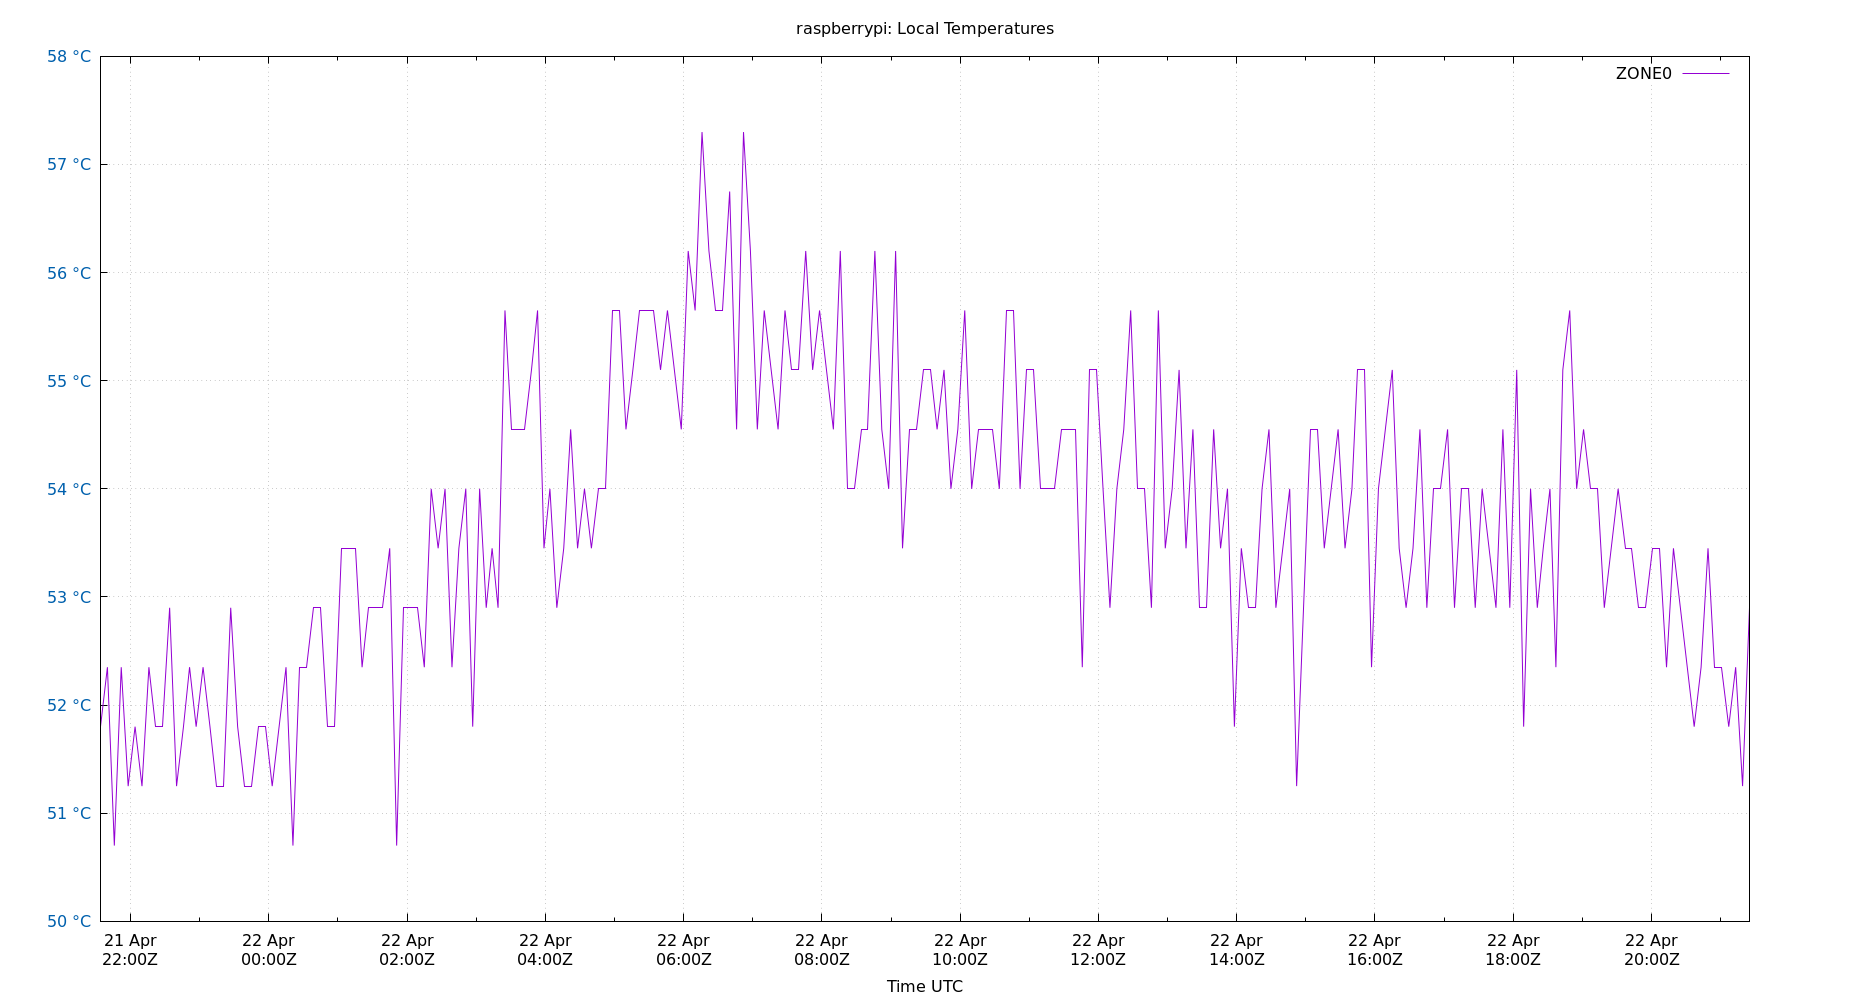 raspberrypi: Local Temperatures
ZONE0
58 °C
57 °C
56 °C
55 °C
54 °C
53 °C
52 °C
51 °C
50 °C
21 Apr 22 Apr 22 Apr 22 Apr 22 Apr 22 Apr 22 Apr 22 Apr 22 Apr 22 Apr 22 Apr 22 Apr
22:00Z 00:00Z 02:00Z 04:00Z 06:00Z 08:00Z 10:00Z 12:00Z 14:00Z 16:00Z 18:00Z 20:00Z
Time UTC